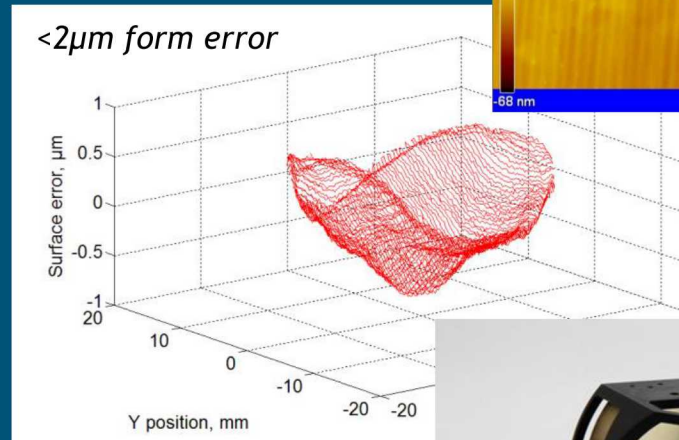 <2µm form error
-68 nm
1
0.5
0
-0.5
-1
Surface error, µm
20
10
0
-10
-20
-20
Y position, mm